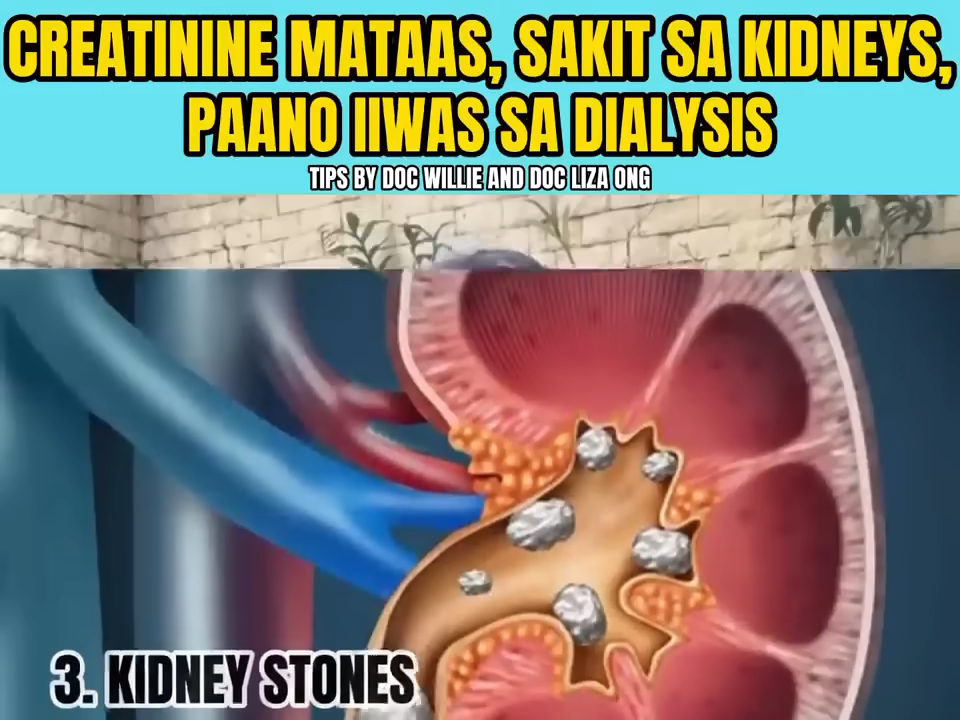 CREATININE MATAAS, SAKIT SA KIDNEYS,
PAANO IIWAS SA DIALYSIS
TIPS BY DOC WILLIE AND DOC LIZA ONG
3. KIDNEY STONES